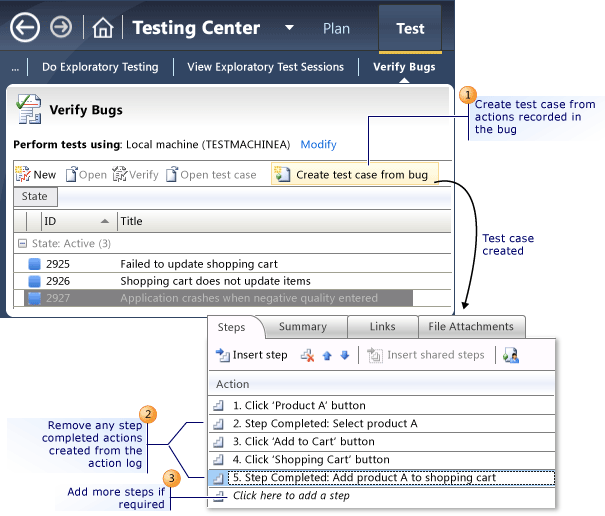 Testing Center
Plan
Test
...
Do Exploratory Testing
View Exploratory Test Sessions
Verify Bugs
Verify Bugs
Perform tests using: Local machine (TESTMACHINEA) Modify
New
Open
Verify
Open test case
Create test case from bug
State
ID
Title
State: Active (3)
2925 Failed to update shopping cart
2926 Shopping cart does not update items
2927 Application crashes when negative quality entered
1
Create test case from
actions recorded in
the bug
Test case
created
Steps
Summary
Links
File Attachments
Insert step
Insert shared steps
Action
1. Click 'Product A' button
2. Step Completed: Select product A
3. Click 'Add to Cart' button
4. Click 'Shopping Cart' button
5. Step Completed: Add product A to shopping cart
Click here to add a step
2
Remove any step
completed actions
created from the
action log
3
Add more steps if
required